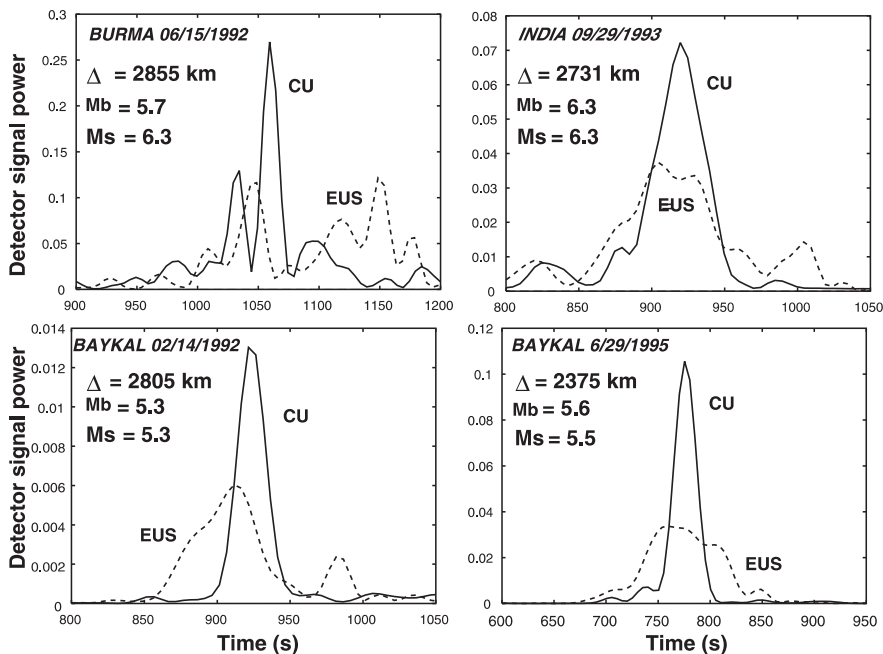 BURMA 06/15/1992
Δ = 2855 km
Mb = 5.7
Ms = 6.3
CU
EUS
Detector signal power
0.3
0.25
0.2
0.15
0.1
0.05
0
900
950
1000
1050
1100
1150
1200
INDIA 09/29/1993
Δ = 2731 km
Mb = 6.3
Ms = 6.3
CU
EUS
0.08
0.07
0.06
0.05
0.04
0.03
0.02
0.01
0
800
850
900
950
1000
1050
BAYKAL 02/14/1992
Δ = 2805 km
Mb = 5.3
Ms = 5.3
CU
EUS
Detector signal power
0.014
0.012
0.01
0.008
0.006
0.004
0.002
0
800
850
900
950
1000
1050
Time (s)
BAYKAL 6/29/1995
Δ = 2375 km
Mb = 5.6
Ms = 5.5
CU
EUS
0.12
0.1
0.08
0.06
0.04
0.02
0
600
650
700
750
800
850
900
950
Time (s)